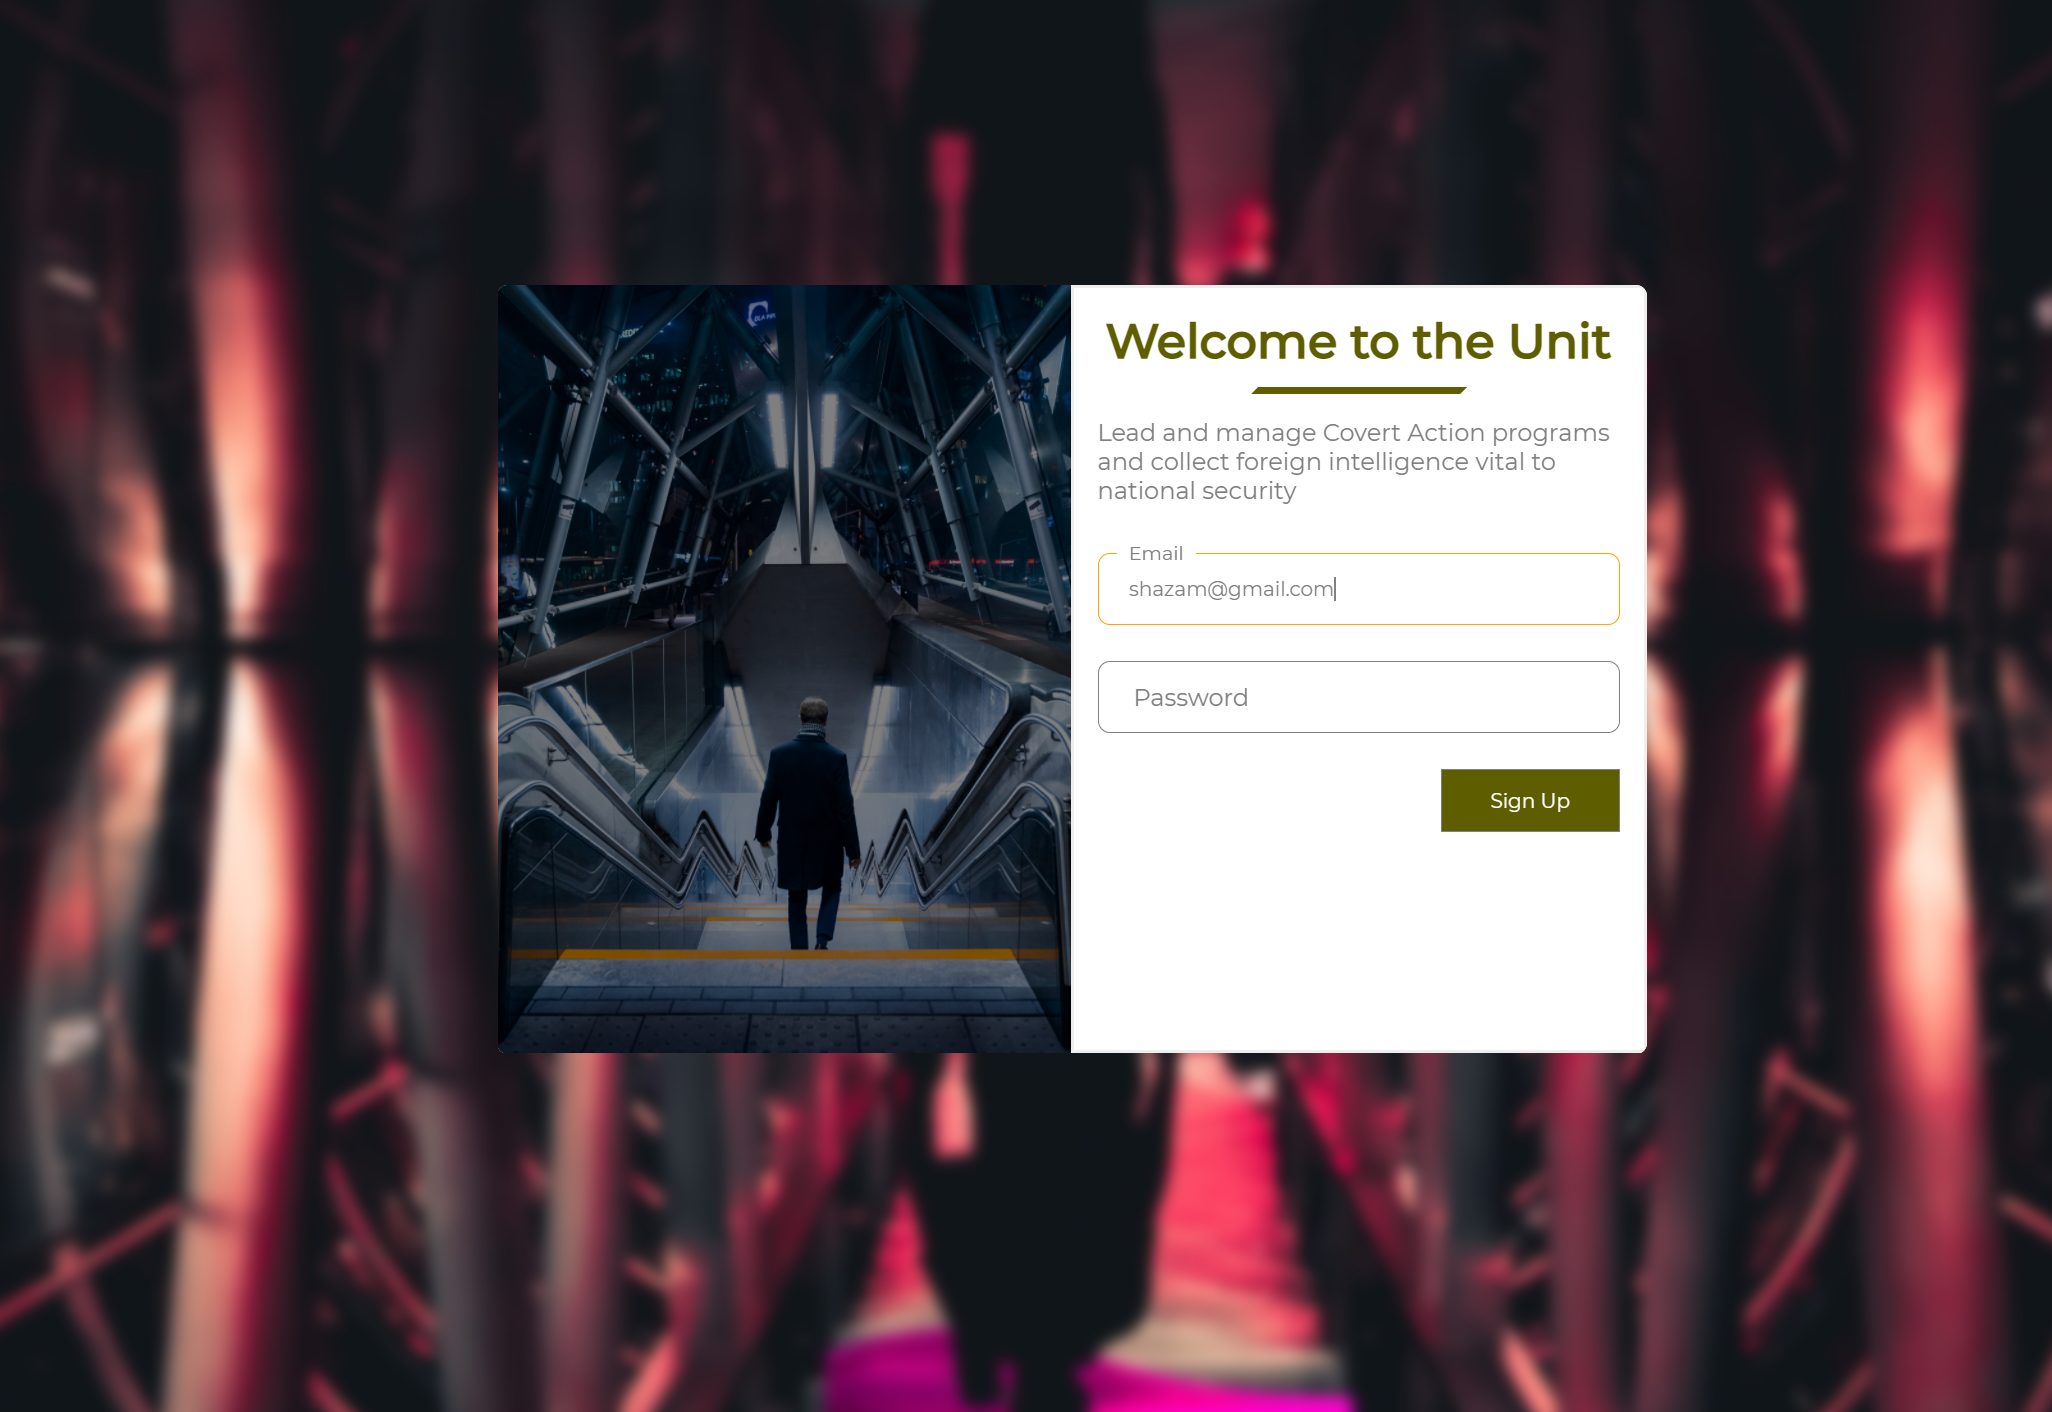 Welcome to the Unit
Lead and manage Covert Action programs
and collect foreign intelligence vital to
national security
Email
shazam@gmail.com
Password
Sign Up